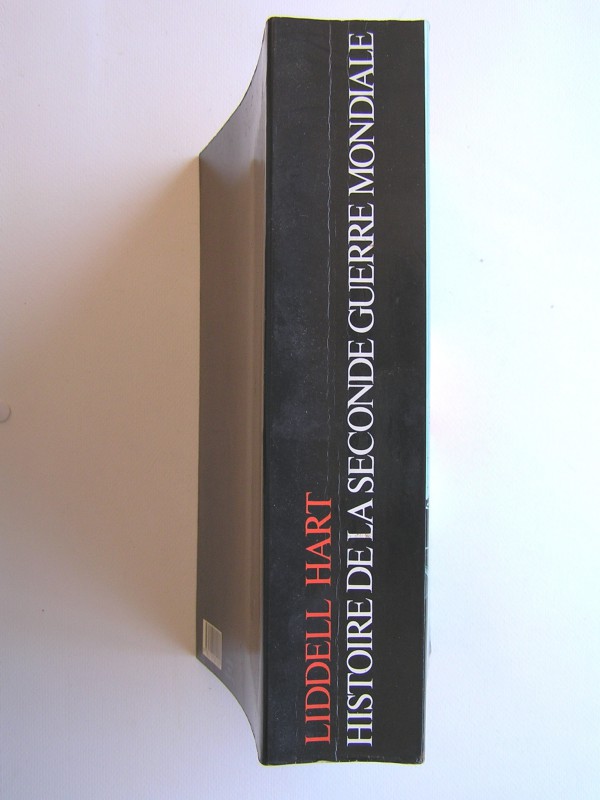 LIDDELL HART
HISTOIRE DE LA SECONDE GUERRE MONDIALE